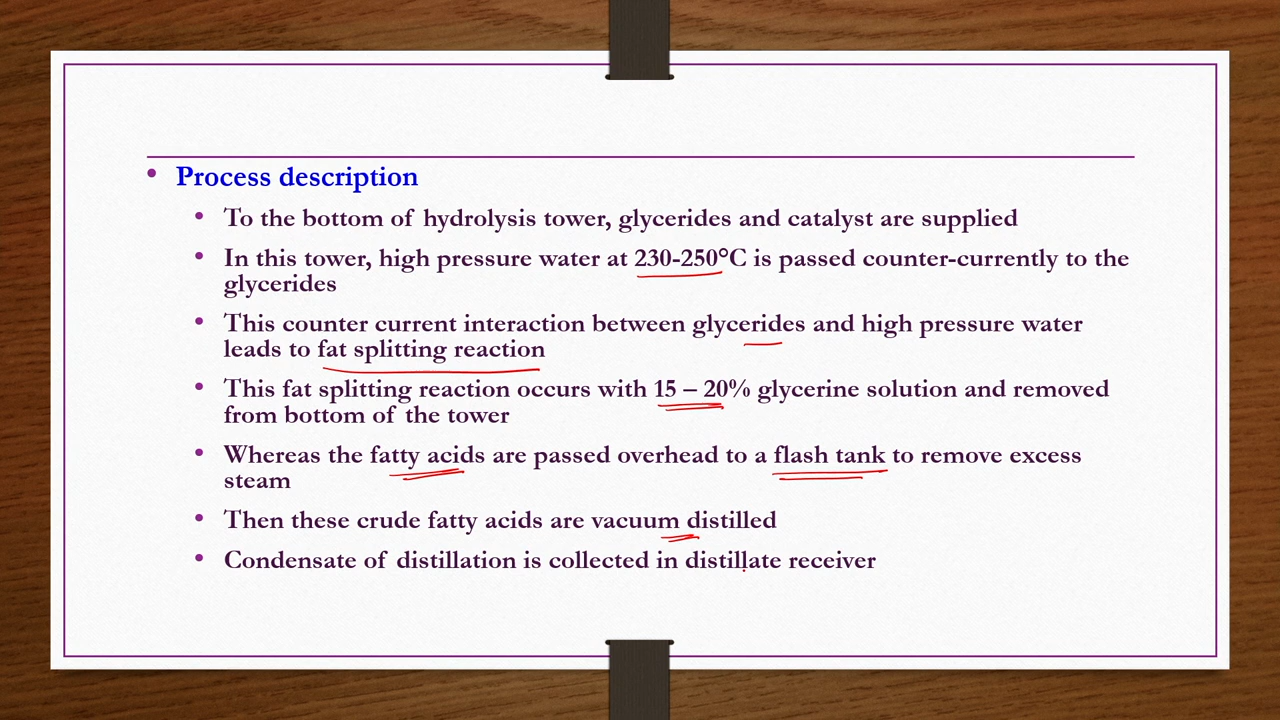 • Process description
• To the bottom of hydrolysis tower, glycerides and catalyst are supplied
• In this tower, high pressure water at 230-250°C is passed counter-currently to the
glycerides
• This counter current interaction between glycerides and high pressure water
leads to fat splitting reaction
• This fat splitting reaction occurs with 15 – 20% glycerine solution and removed
from bottom of the tower
• Whereas the fatty acids are passed overhead to a flash tank to remove excess
steam
• Then these crude fatty acids are vacuum distilled
• Condensate of distillation is collected in distillate receiver